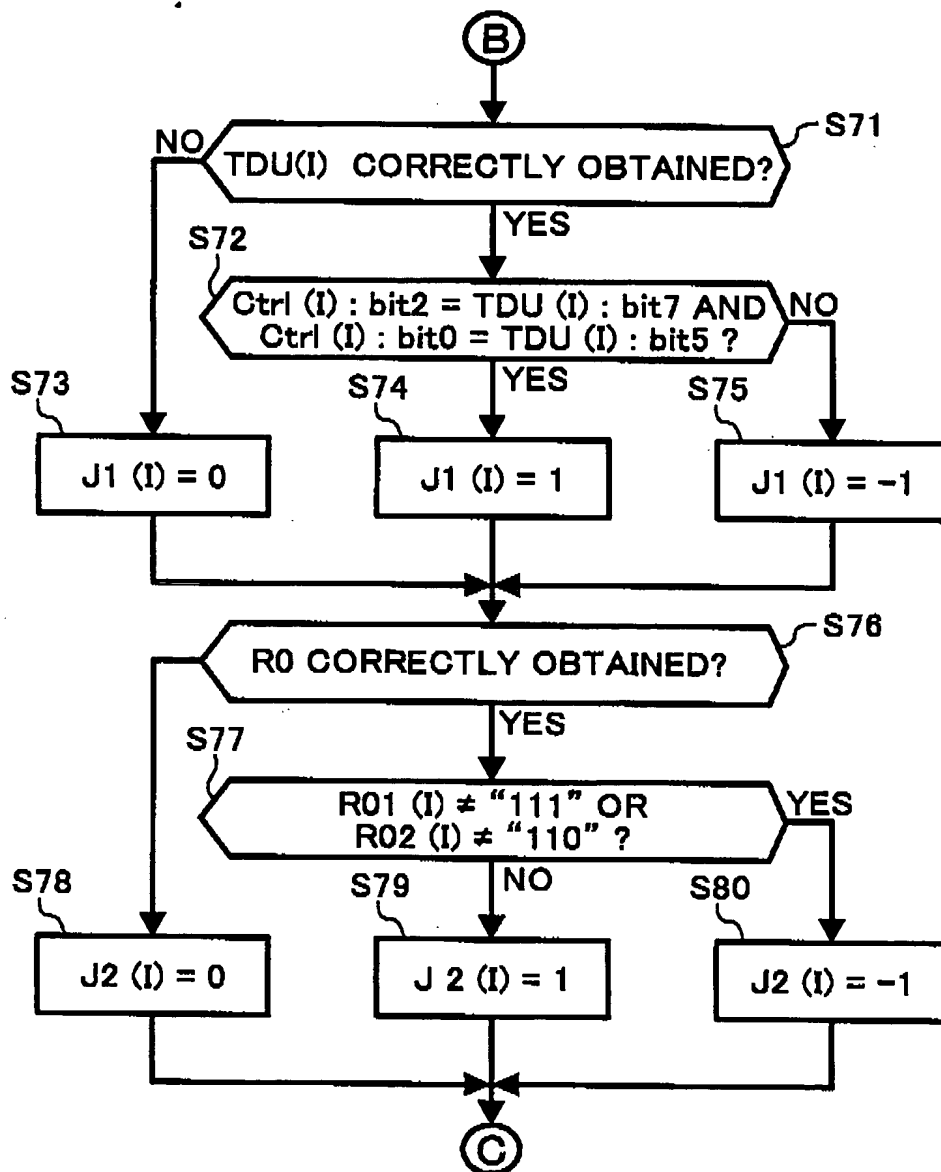 B
S71
NO
TDU(I) CORRECTLY OBTAINED?
YES
S72
Ctrl (I) : bit2 = TDU (I) : bit7 AND
Ctrl (I) : bit0 = TDU (I) : bit5 ?
NO
YES
S73
S74
S75
J1 (I) = 0
J1 (I) = 1
J1 (I) = -1
S76
R0 CORRECTLY OBTAINED?
YES
S77
R01 (I) ≠ “111” OR
R02 (I) ≠ “110” ?
YES
NO
S78
S79
S80
J2 (I) = 0
J 2 (I) = 1
J2 (I) = -1
C